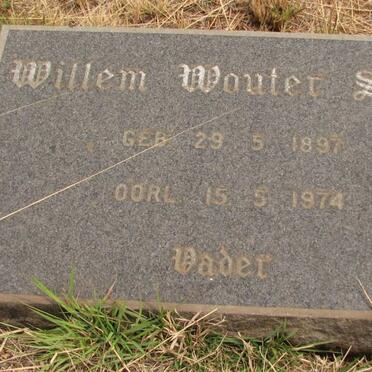 Willem Wouter S
GEB 29 5 1897
OORL 15 5 1974
Vader